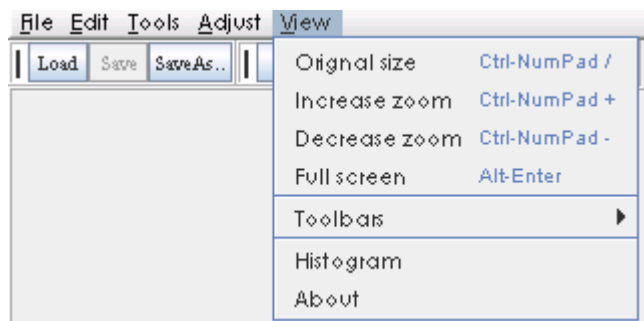 File Edit Tools Adjust View
Load Save SaveAs..
Orignal size Ctrl-NumPad /
Increase zoom Ctrl-NumPad +
Decrease zoom Ctrl-NumPad -
Full screen Alt-Enter
Toolbars
Histogram
About